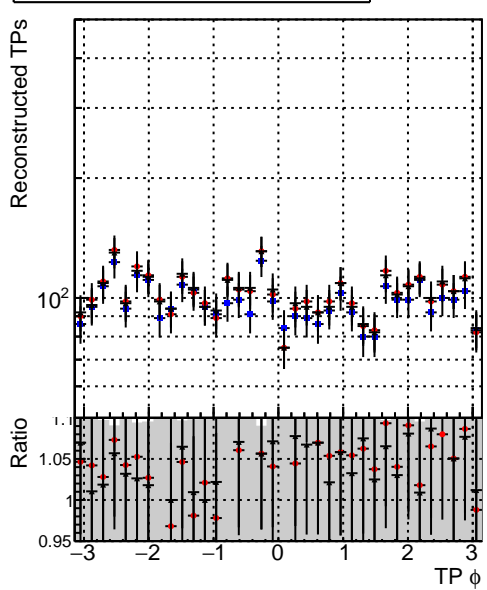 Reconstructed TPs
10²
Ratio
1.1
1.05
1
0.95
−3 −2 −1 0 1 2 3
TP ϕ